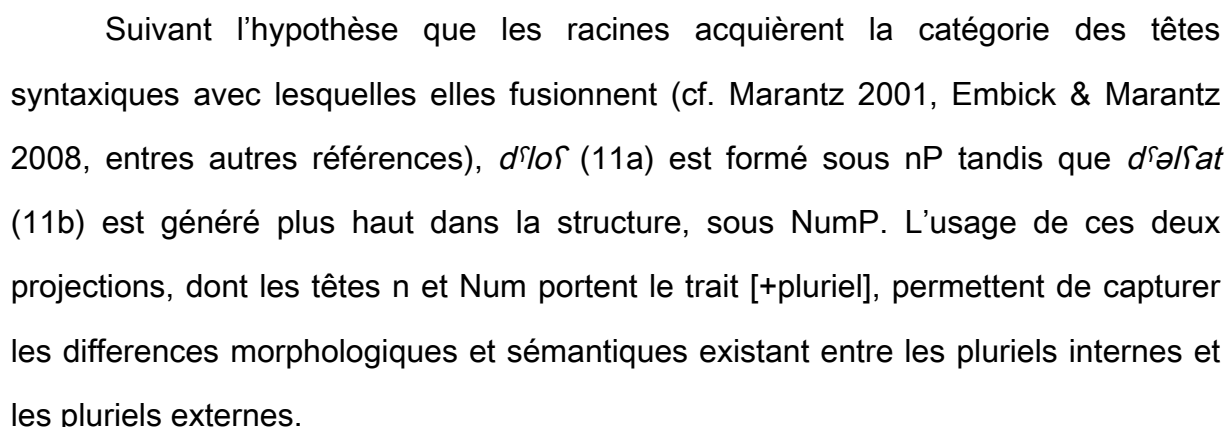 Suivant l’hypothèse que les racines acquièrent la catégorie des têtes
syntaxiques avec lesquelles elles fusionnent (cf. Marantz 2001, Embick & Marantz
2008, entres autres références), dˤloʕ (11a) est formé sous nP tandis que dˤəlʕat
(11b) est généré plus haut dans la structure, sous NumP. L’usage de ces deux
projections, dont les têtes n et Num portent le trait [+pluriel], permettent de capturer
les differences morphologiques et sémantiques existant entre les pluriels internes et
les pluriels externes.